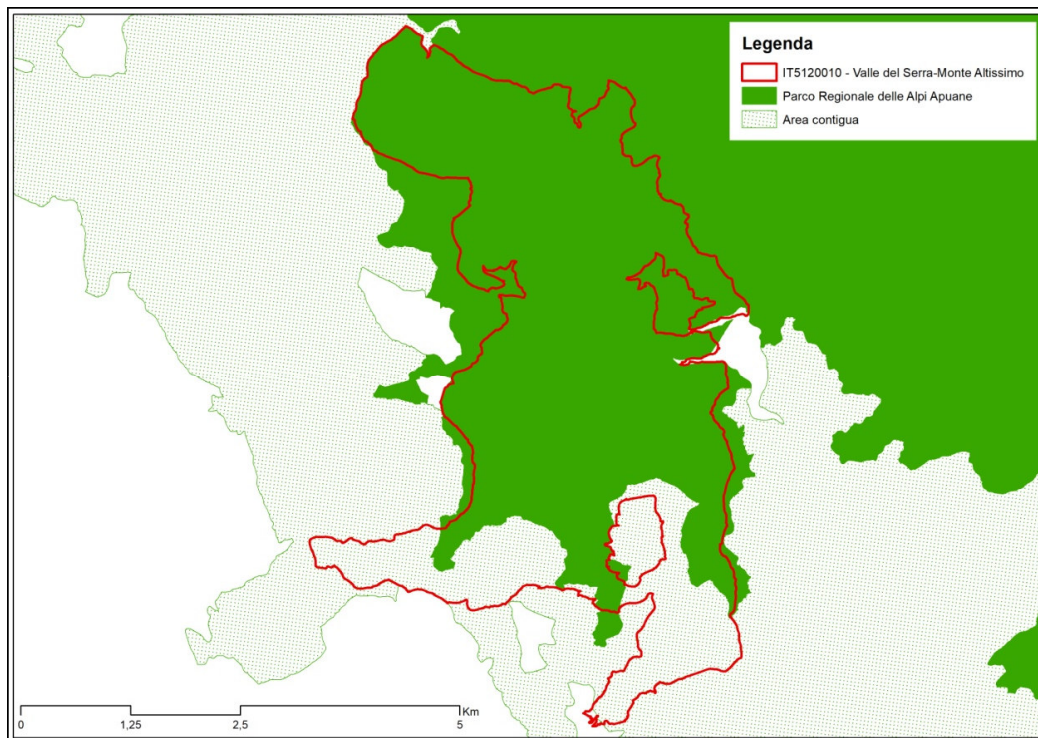 Legenda
IT5120010 - Valle del Serra-Monte Altissimo
Parco Regionale delle Alpi Apuane
Area contigua
Km
0 1,25 2,5 5